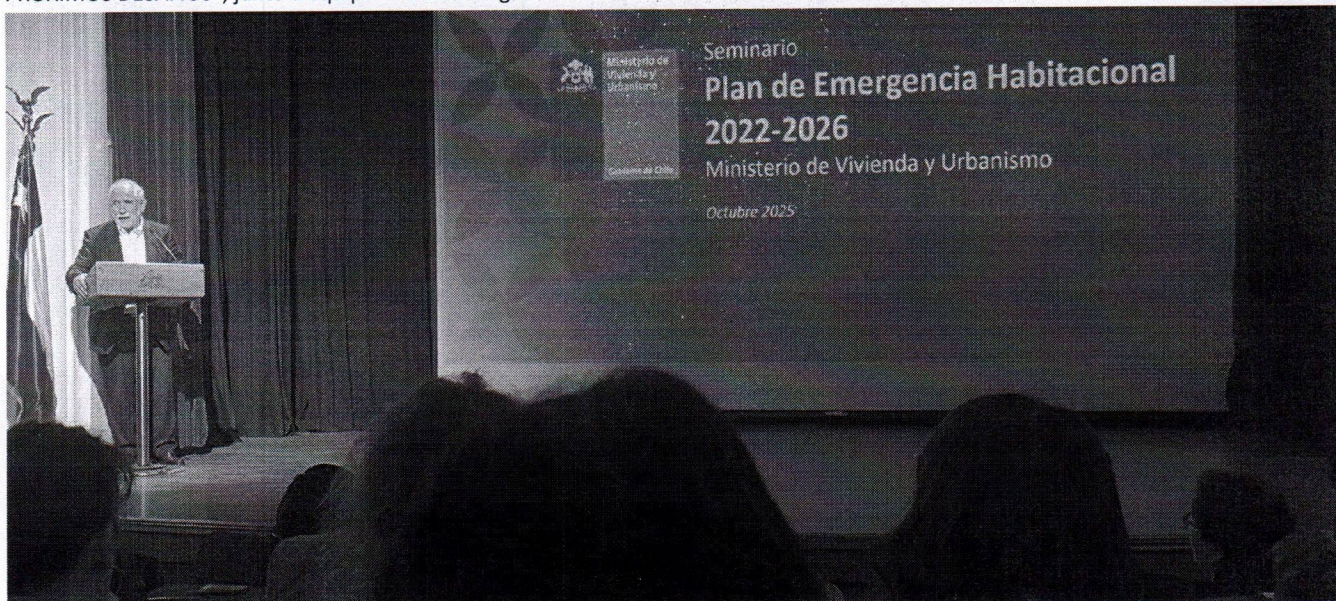 Ministerio de
Vivienda y
Urbanismo
Gobierno de Chile
Seminario
Plan de Emergencia Habitacional
2022-2026
Ministerio de Vivienda y Urbanismo
Octubre 2025